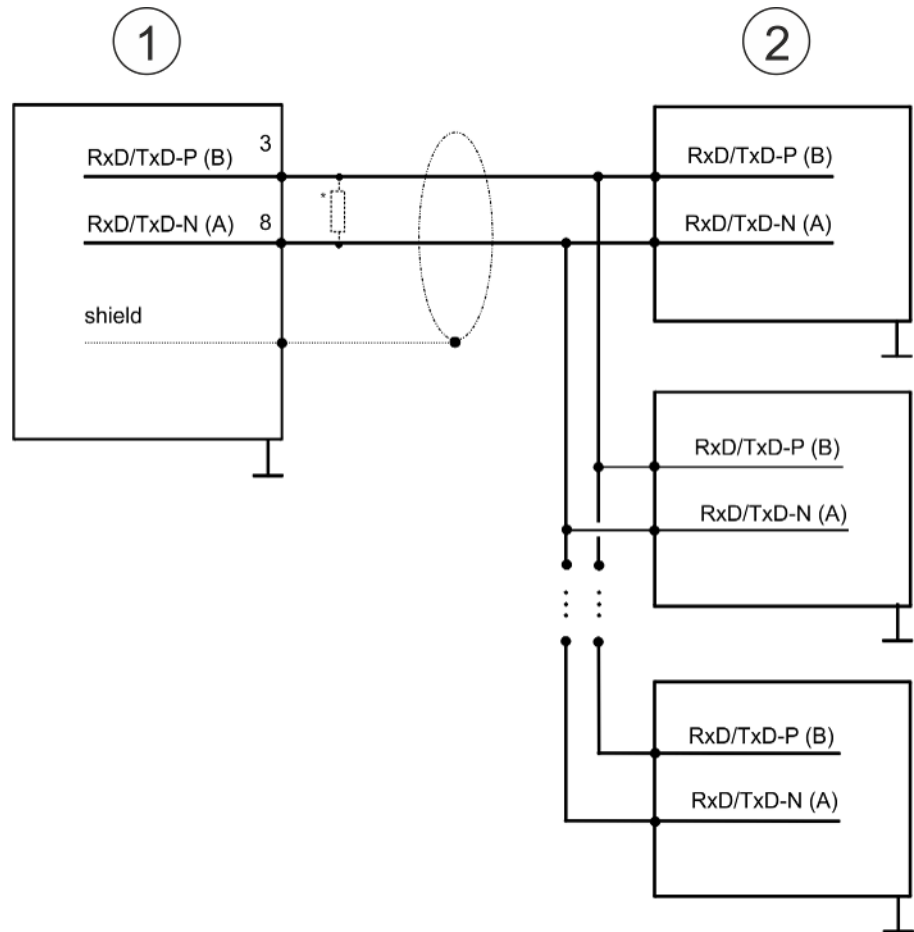 1
2
RxD/TxD-P (B)
3
RxD/TxD-N (A)
8
*
shield
RxD/TxD-P (B)
RxD/TxD-N (A)
RxD/TxD-P (B)
RxD/TxD-N (A)
RxD/TxD-P (B)
RxD/TxD-N (A)